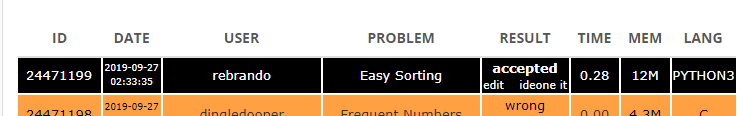 ID DATE USER PROBLEM RESULT TIME MEM LANG
24471199 2019-09-27 02:33:35 rebrando Easy Sorting accepted edit ideone it 0.28 12M PYTHON3
24471198 2019-09-27 dingledooper Frequent Numbers wrong 0.00 4.3M C